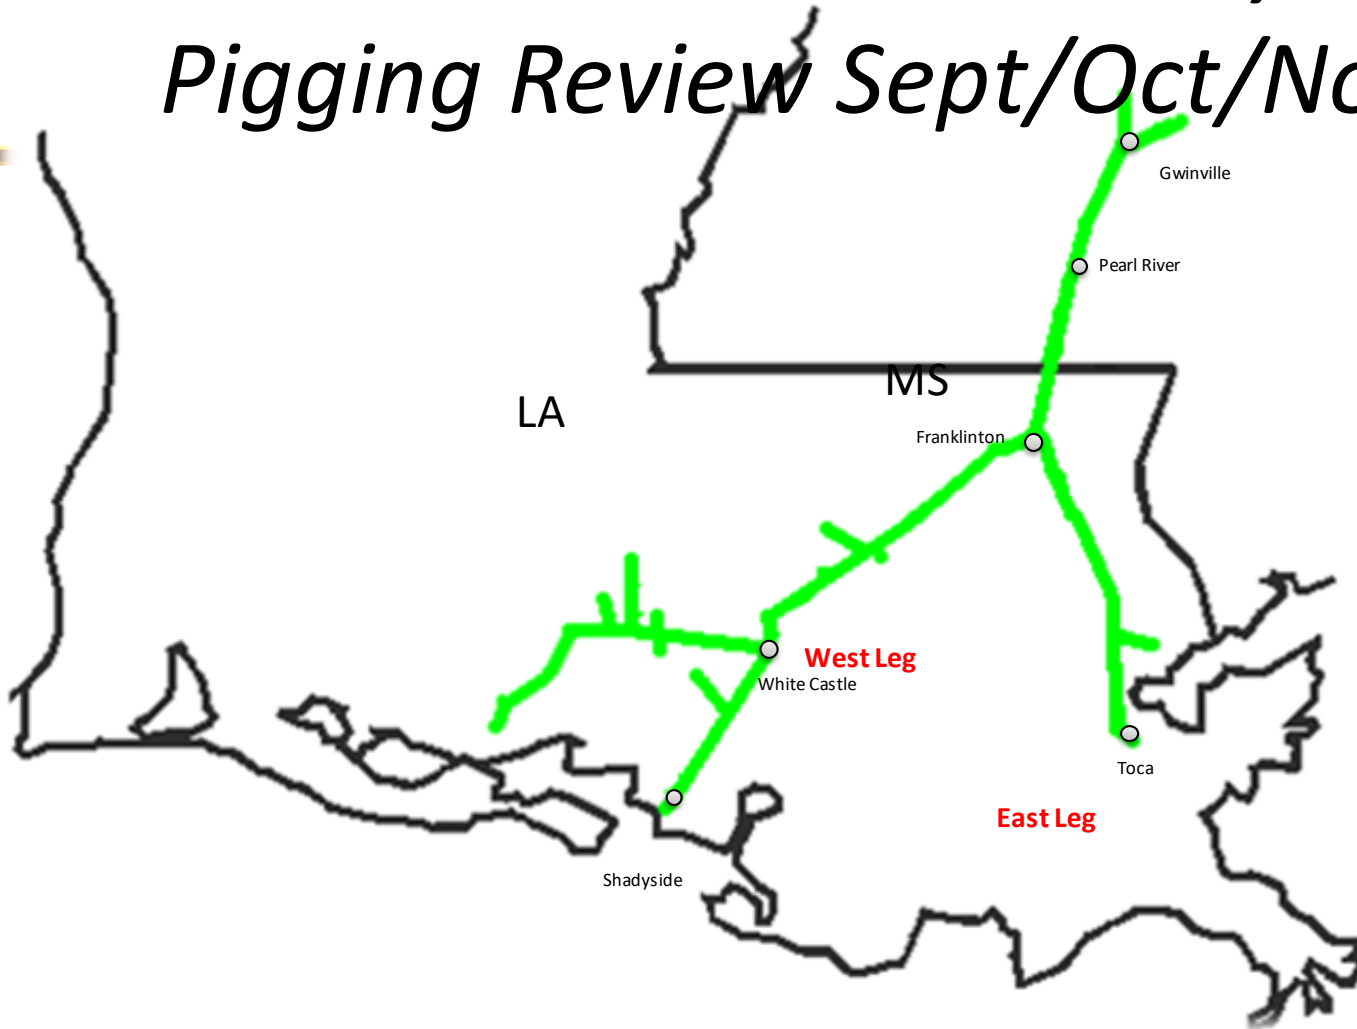 Pigging Review Sept/Oct/No
Gwinville
Pearl River
MS
LA
Franklinton
West Leg
White Castle
Toca
East Leg
Shadyside